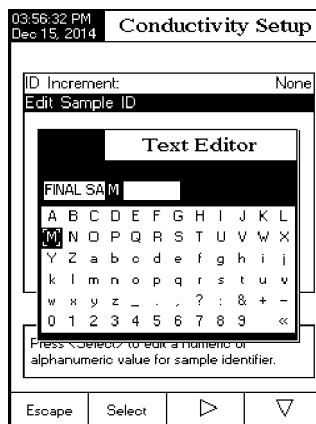 03:56:32 PM
Dec 15, 2014
Conductivity Setup
ID Increment: None
Edit Sample ID
Text Editor
FINAL SAM
A B C D E F G H I J K L
[M] N O P Q R S T U V W X
Y Z a b c d e f g h i j
k l m n o p q r s t u v
w x y z _ . , ? : & + -
0 1 2 3 4 5 6 7 8 9 «
Press <Select> to edit a numeric or
alphanumeric value for sample identifier.
Escape
Select